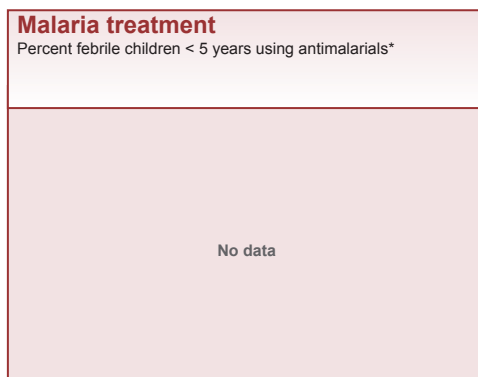 Malaria treatment
Percent febrile children < 5 years using antimalarials*
No data